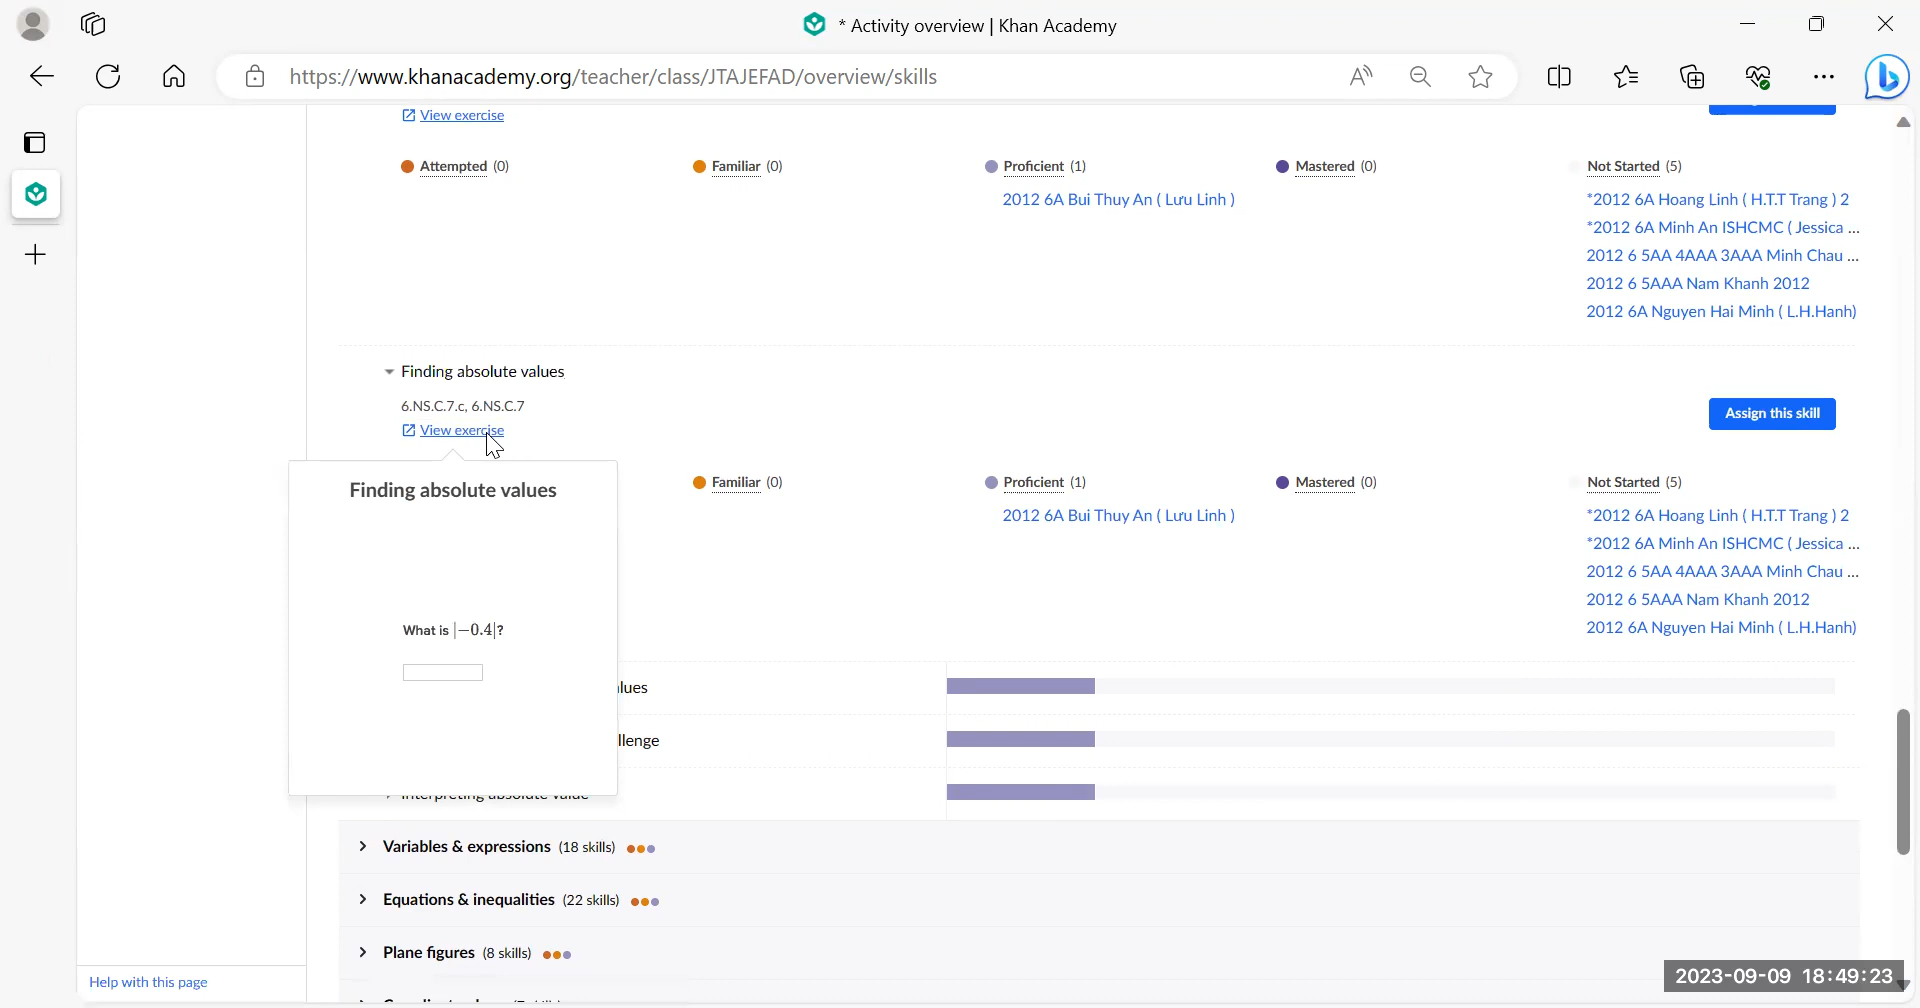 * Activity overview | Khan Academy
https://www.khanacademy.org/teacher/class/JTAJEFAD/overview/skills
View exercise
Attempted (0)
Familiar (0)
Proficient (1)
Mastered (0)
Not Started (5)
2012 6A Bui Thuy An ( Lưu Linh )
*2012 6A Hoang Linh ( H.T.T Trang ) 2
*2012 6A Minh An ISHCMC ( Jessica ...
2012 6 5AA 4AAA 3AAA Minh Chau ...
2012 6 5AAA Nam Khanh 2012
2012 6A Nguyen Hai Minh ( L.H.Hanh)
Finding absolute values
6.NS.C.7.c, 6.NS.C.7
View exercise
Assign this skill
Finding absolute values
What is |−0.4|?
Familiar (0)
Proficient (1)
Mastered (0)
Not Started (5)
2012 6A Bui Thuy An ( Lưu Linh )
*2012 6A Hoang Linh ( H.T.T Trang ) 2
*2012 6A Minh An ISHCMC ( Jessica ...
2012 6 5AA 4AAA 3AAA Minh Chau ...
2012 6 5AAA Nam Khanh 2012
2012 6A Nguyen Hai Minh ( L.H.Hanh)
lues
llenge
Interpreting absolute value
Variables & expressions (18 skills)
Equations & inequalities (22 skills)
Plane figures (8 skills)
Help with this page
2023-09-09 18:49:23